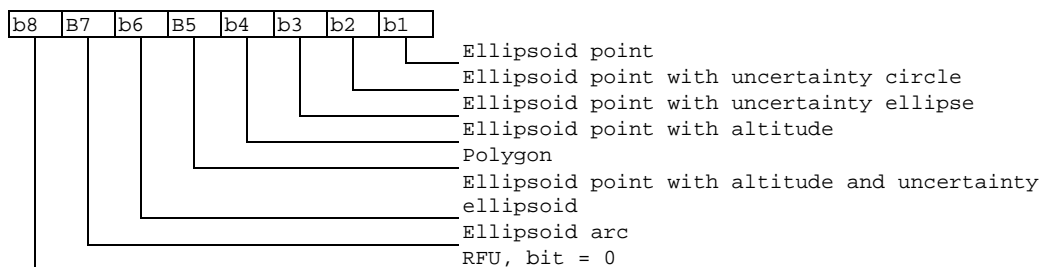 b8 B7 b6 B5 b4 b3 b2 b1
Ellipsoid point
Ellipsoid point with uncertainty circle
Ellipsoid point with uncertainty ellipse
Ellipsoid point with altitude
Polygon
Ellipsoid point with altitude and uncertainty
ellipsoid
Ellipsoid arc
RFU, bit = 0